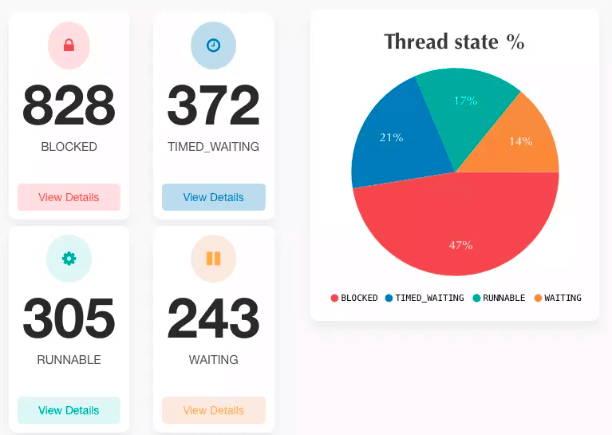 828
BLOCKED
View Details
372
TIMED_WAITING
View Details
305
RUNNABLE
View Details
243
WAITING
View Details
Thread state %
17%
21%
14%
47%
BLOCKED TIMED_WAITING RUNNABLE WAITING